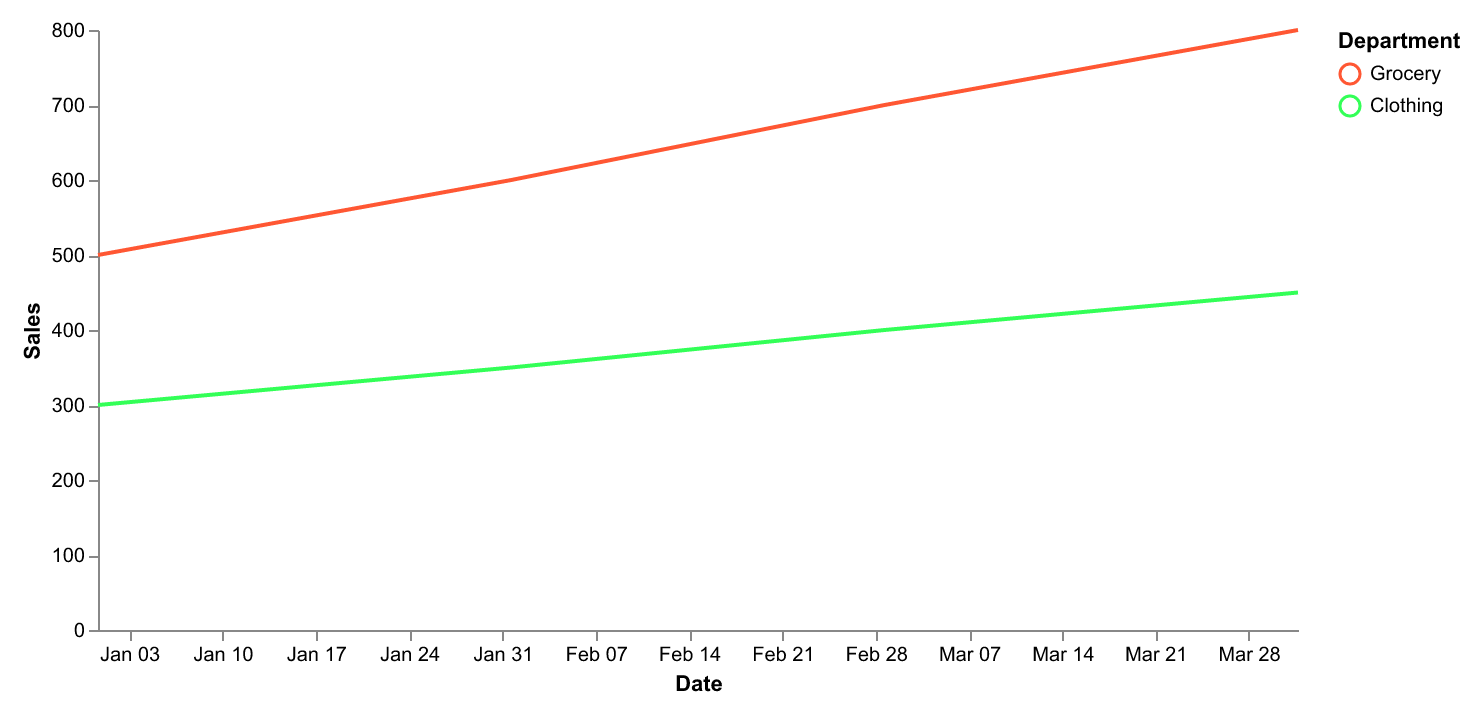 800
700
600
500
400
300
200
100
0
Sales
Jan 03 Jan 10 Jan 17 Jan 24 Jan 31 Feb 07 Feb 14 Feb 21 Feb 28 Mar 07 Mar 14 Mar 21 Mar 28
Date
Department
Grocery
Clothing